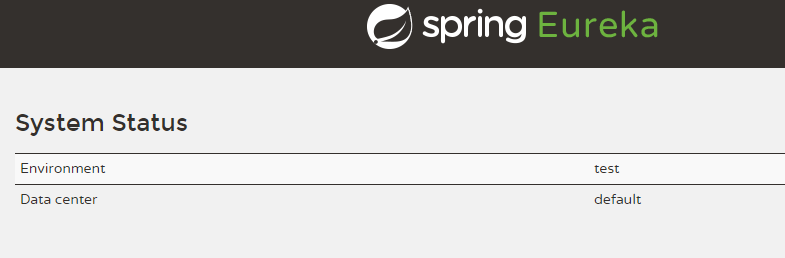 spring Eureka
System Status
Environment test
Data center default